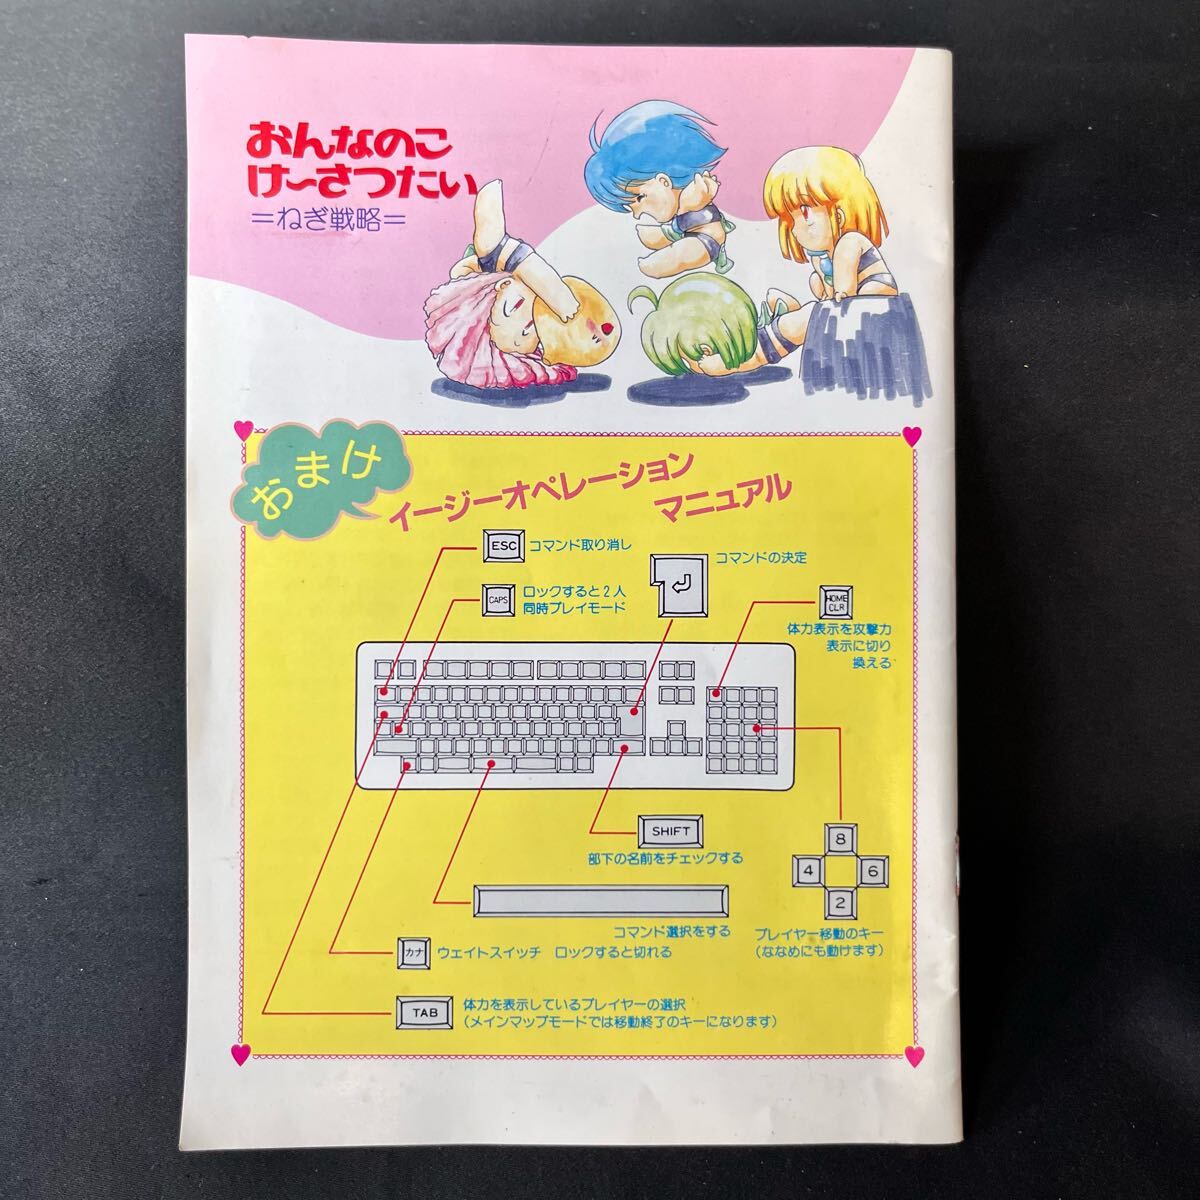 おんなのこ
け〜さつたい
=ねぎ戦略=
おまけ
イージーオペレーション
マニュアル
ESC
コマンド取り消し
コマンドの決定
CAPS
ロックすると2人
同時プレイモード
HOME
CLR
体力表示を攻撃力
表示に切り
換える
SHIFT
部下の名前をチェックする
8
4
6
2
コマンド選択をする
プレイヤー移動のキー
(ななめにも動けます)
カナ
ウェイトスイッチ ロックすると切れる
TAB
体力を表示しているプレイヤーの選択
(メインマップモードでは移動終了のキーになります)